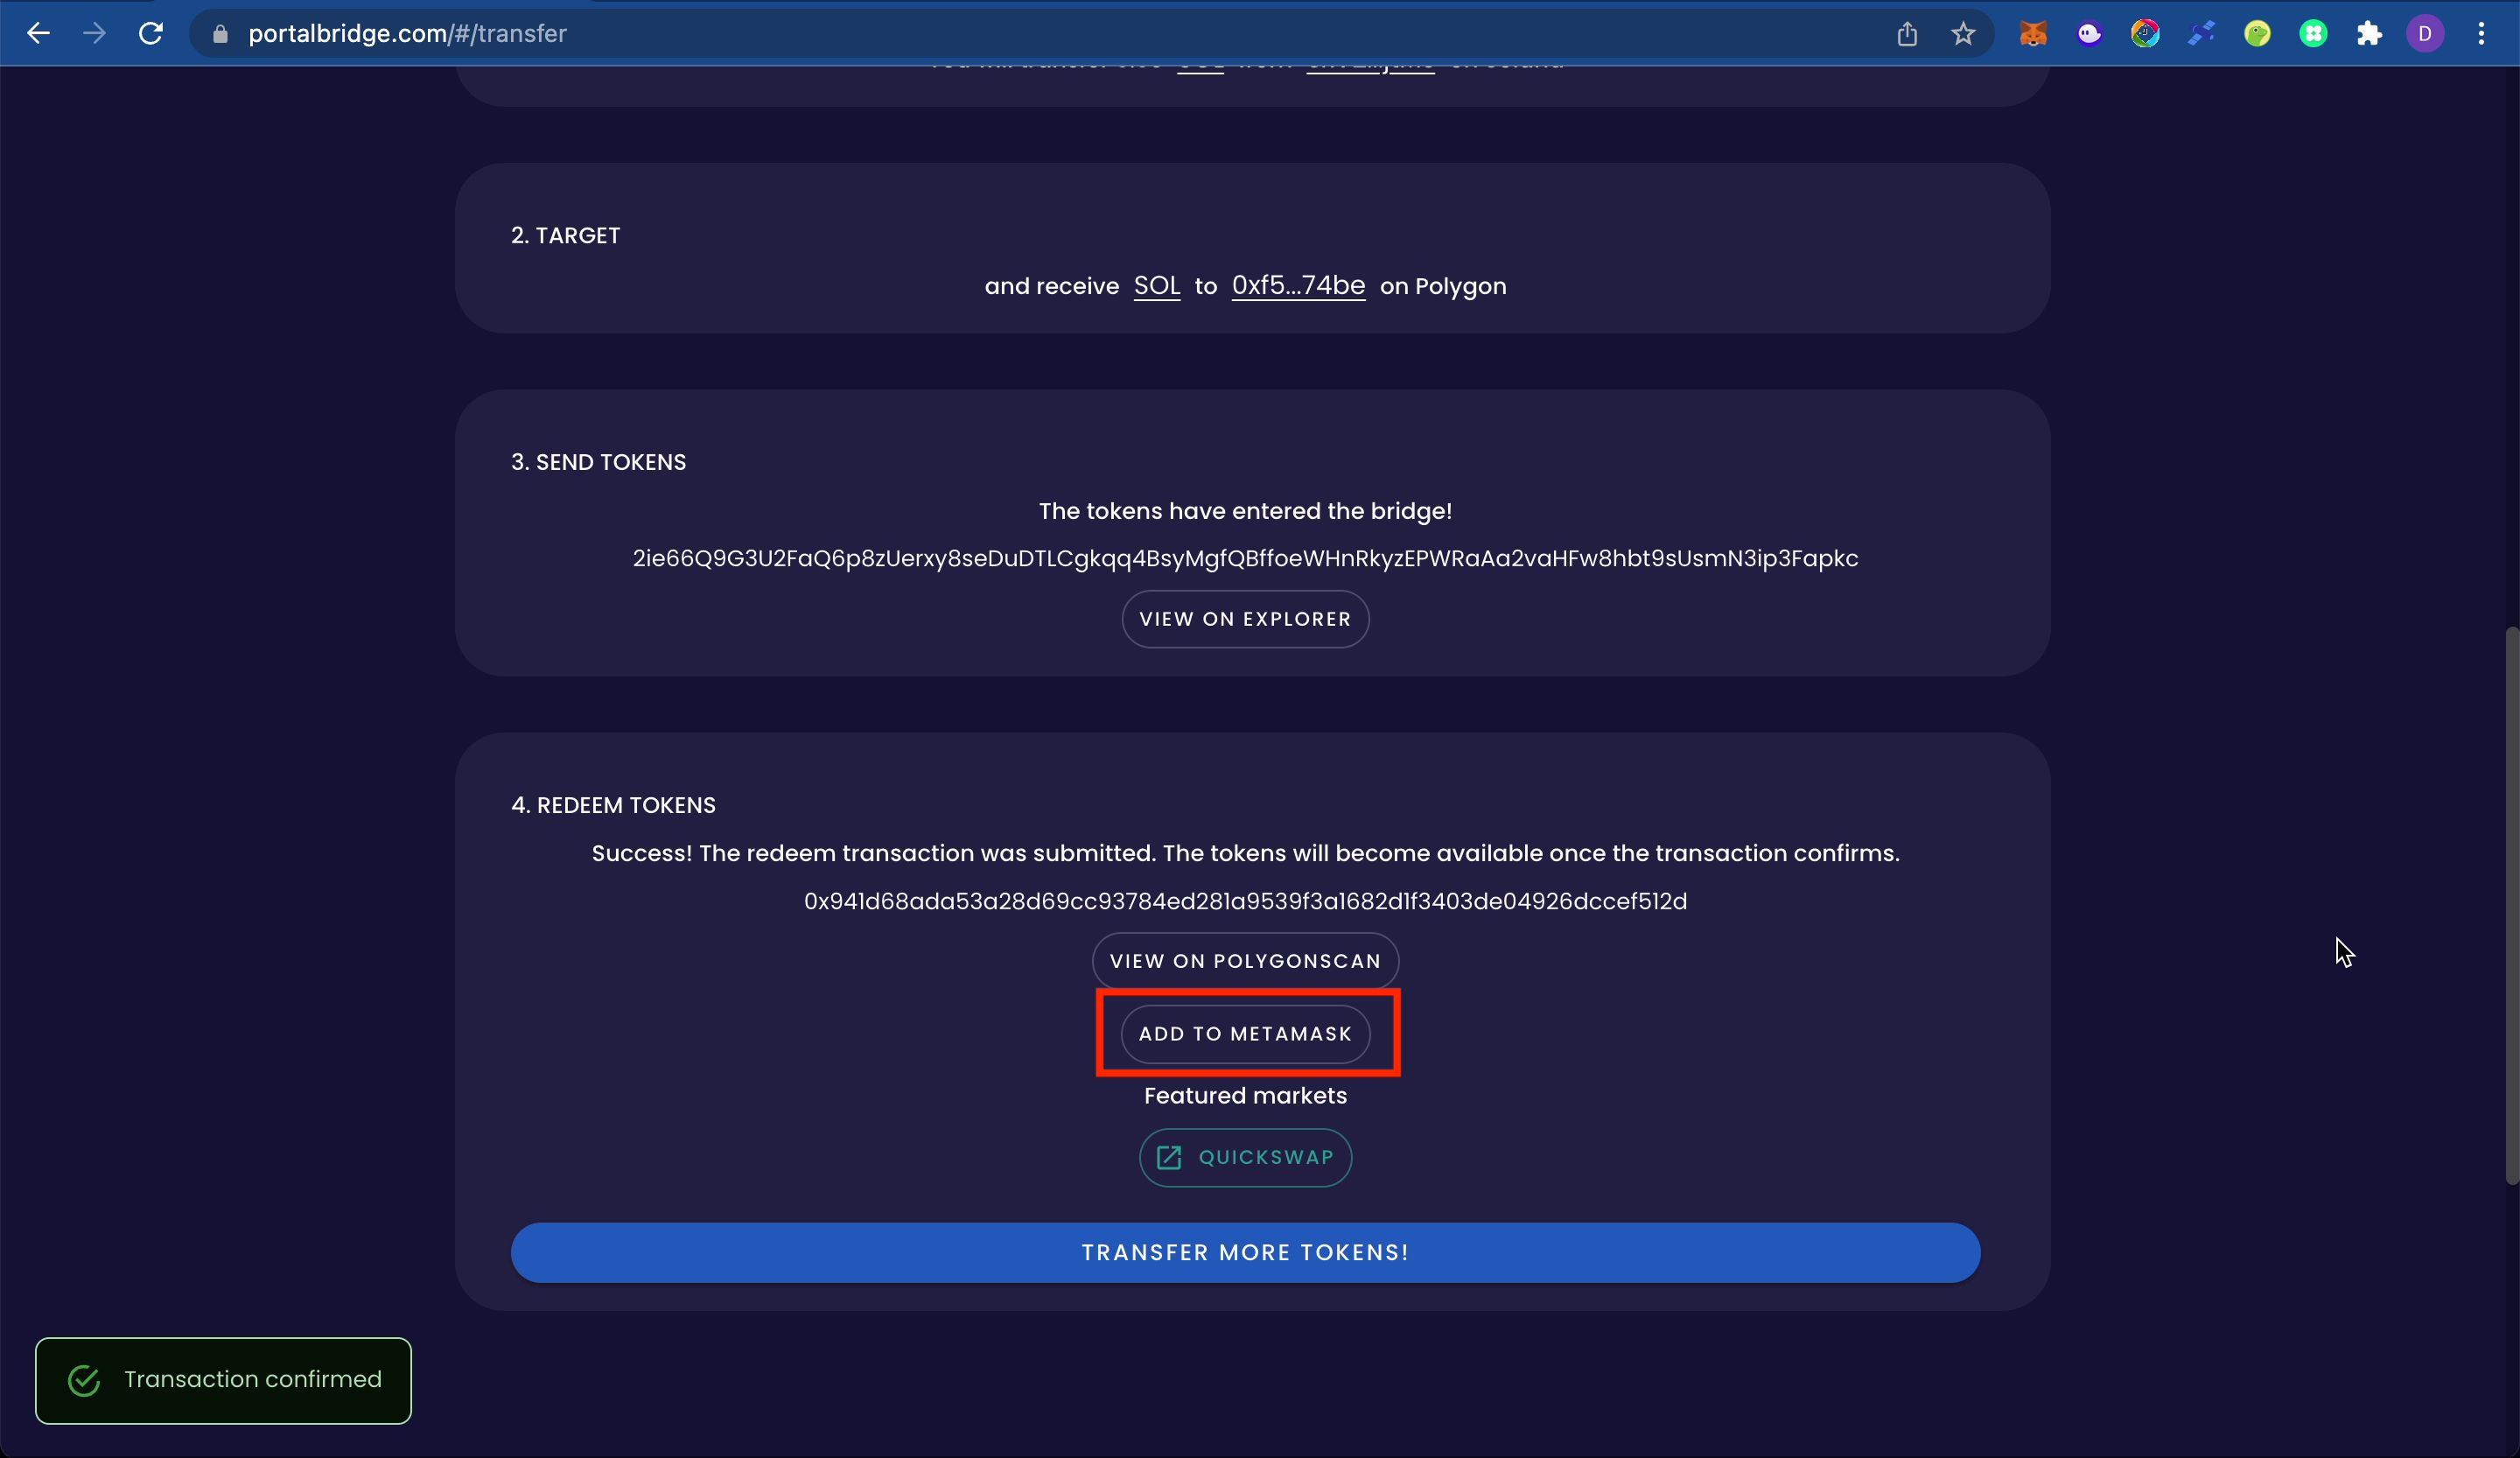 portalbridge.com/#/transfer
D
2. TARGET
and receive SOL to 0xf5...74be on Polygon
3. SEND TOKENS
The tokens have entered the bridge!
2ie66Q9G3U2FaQ6p8zUerxy8seDuDTLCgkqq4BsyMgfQBffoeWHnRkyzEPWRaAa2vaHFw8hbt9sUsmN3ip3Fapkc
VIEW ON EXPLORER
4. REDEEM TOKENS
Success! The redeem transaction was submitted. The tokens will become available once the transaction confirms.
0x941d68ada53a28d69cc93784ed281a9539f3a1682d1f3403de04926dccef512d
VIEW ON POLYGONSCAN
ADD TO METAMASK
Featured markets
QUICKSWAP
TRANSFER MORE TOKENS!
Transaction confirmed